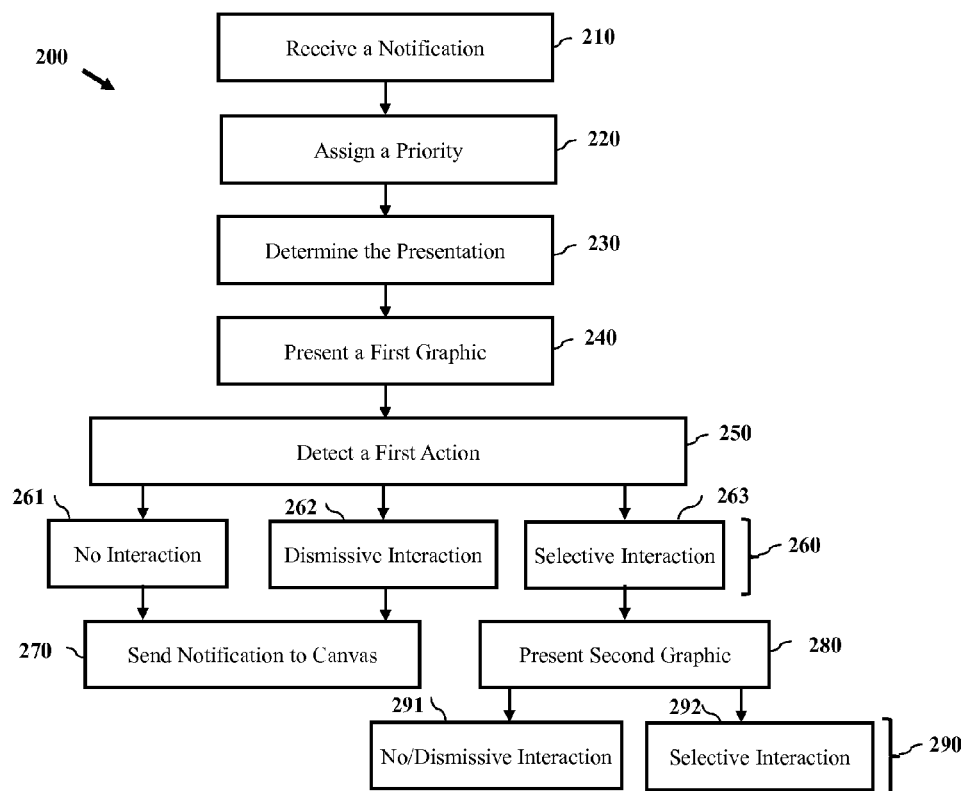 Receive a Notification
210
200
Assign a Priority
220
Determine the Presentation
230
Present a First Graphic
240
Detect a First Action
250
261
262
263
No Interaction
Dismissive Interaction
Selective Interaction
260
270
Send Notification to Canvas
Present Second Graphic
280
291
292
No/Dismissive Interaction
Selective Interaction
290